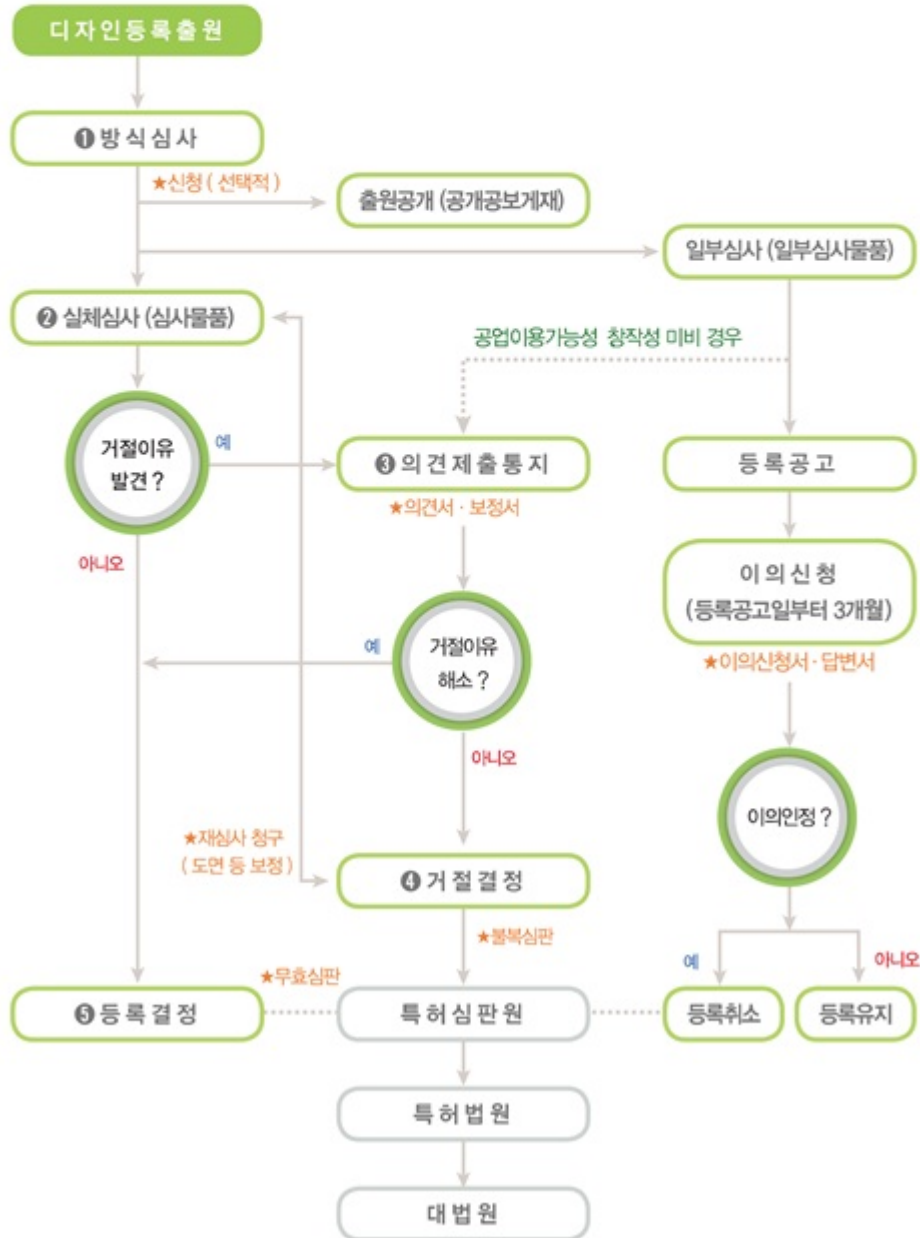 디자인등록출원
❶ 방식심사
★신청 ( 선택적 )
출원공개 (공개공보게재)
일부심사 (일부심사물품)
❷ 실체심사 (심사물품)
공업이용가능성 창작성 미비 경우
거절이유
발견 ?
예
❸ 의견제출통지
★의견서 · 보정서
등록공고
아니오
이의신청
(등록공고일부터 3개월)
★이의신청서 · 답변서
예
거절이유
해소 ?
아니오
이의인정 ?
★재심사 청구
( 도면 등 보정 )
❹ 거절결정
★불복심판
예
아니오
★무효심판
❺ 등록결정
특허심판원
등록취소
등록유지
특허법원
대법원